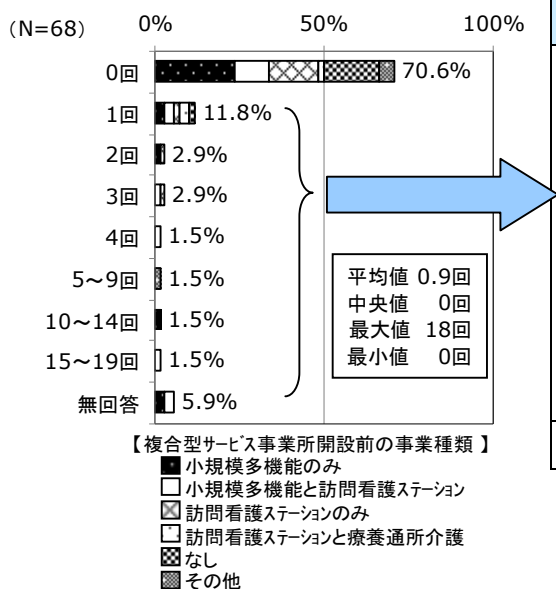 (N=68)
0% 50% 100%
0回 70.6%
1回 11.8%
2回 2.9%
3回 2.9%
4回 1.5%
5～9回 1.5%
10～14回 1.5%
15～19回 1.5%
無回答 5.9%
平均値 0.9回
中央値 0回
最大値 18回
最小値 0回
【複合型サービス事業所開設前の事業種類】
小規模多機能のみ
小規模多機能と訪問看護ステーション
訪問看護ステーションのみ
訪問看護ステーションと療養通所介護
なし
その他